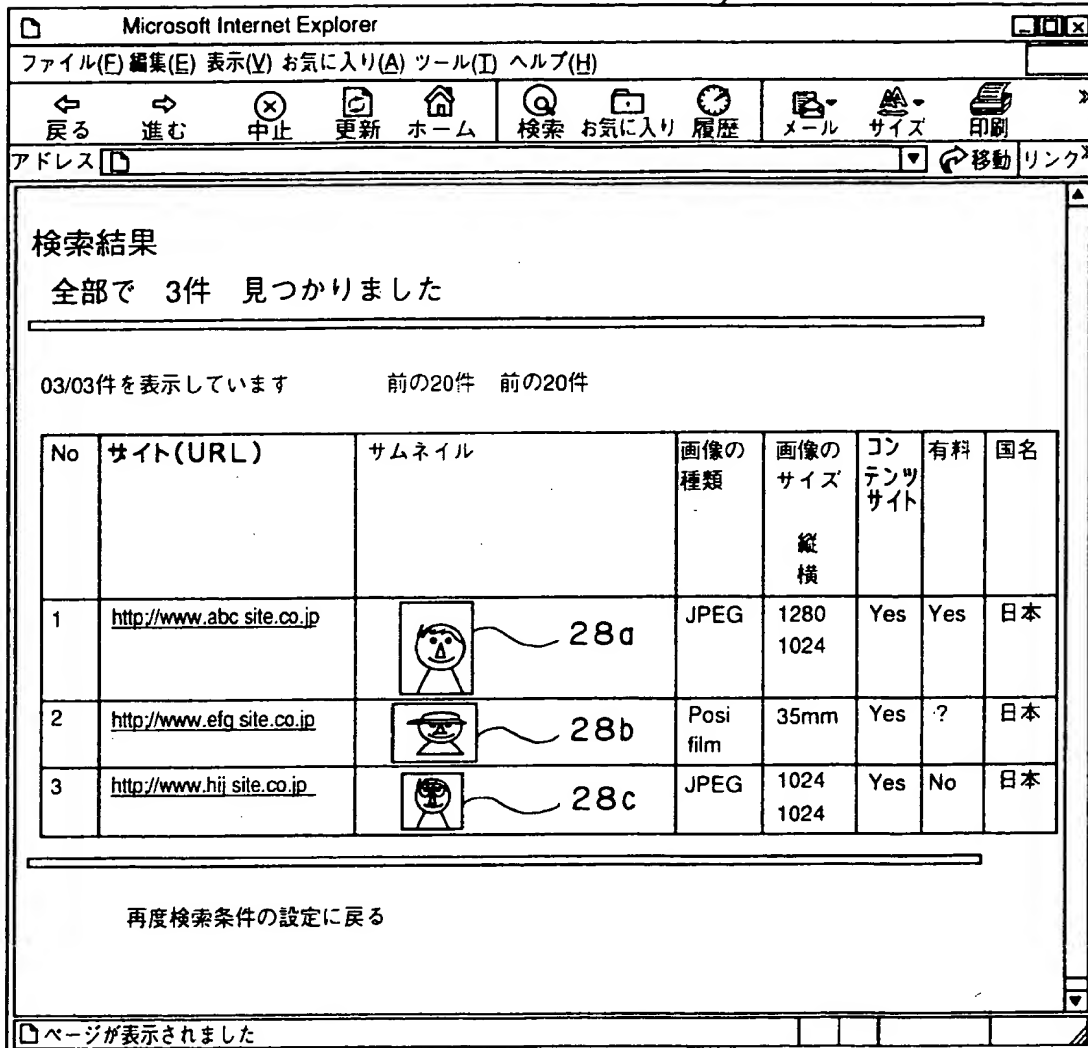 Microsoft Internet Explorer
ファイル(F) 編集(E) 表示(V) お気に入り(A) ツール(T) ヘルプ(H)
戻る 進む 中止 更新 ホーム 検索 お気に入り 履歴 メール サイズ 印刷 »
アドレス 移動 リンク »
検索結果
全部で 3件 見つかりました
03/03件を表示しています 前の20件 前の20件
No サイト(URL) サムネイル 画像の種類 画像のサイズ 縦 横 コンテンツサイト 有料 国名
1 http://www.abc site.co.jp 28a JPEG 1280 1024 Yes Yes 日本
2 http://www.efg site.co.jp 28b Posi film 35mm Yes ? 日本
3 http://www.hij site.co.jp 28c JPEG 1024 1024 Yes No 日本
再度検索条件の設定に戻る
ページが表示されました